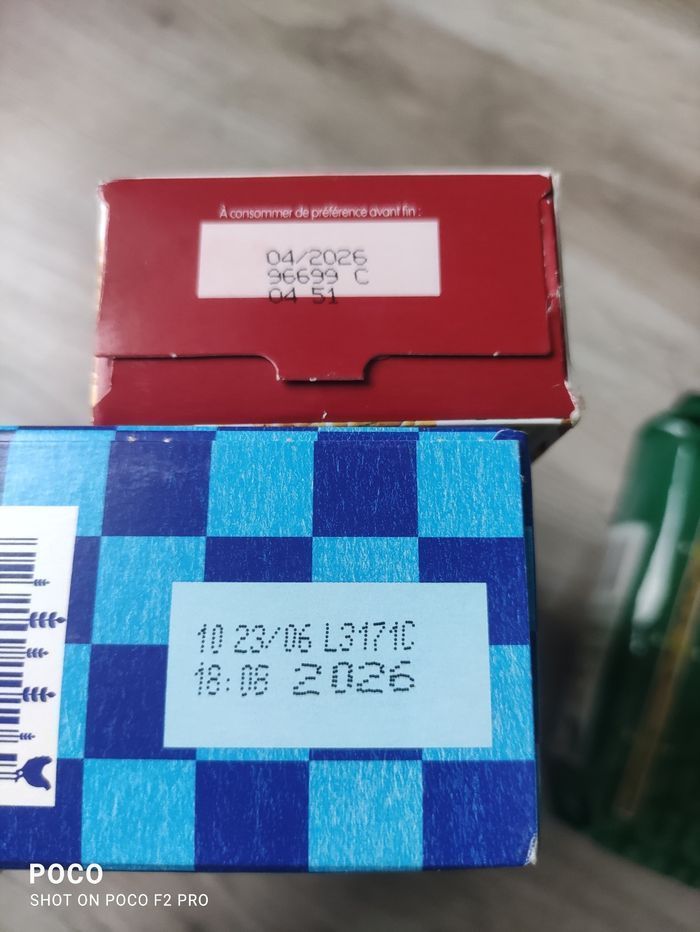 À consommer de préférence avant fin :
04/2026
96699 C
04 51
10 23/06 L3171C
18:08 2026
POCO
SHOT ON POCO F2 PRO